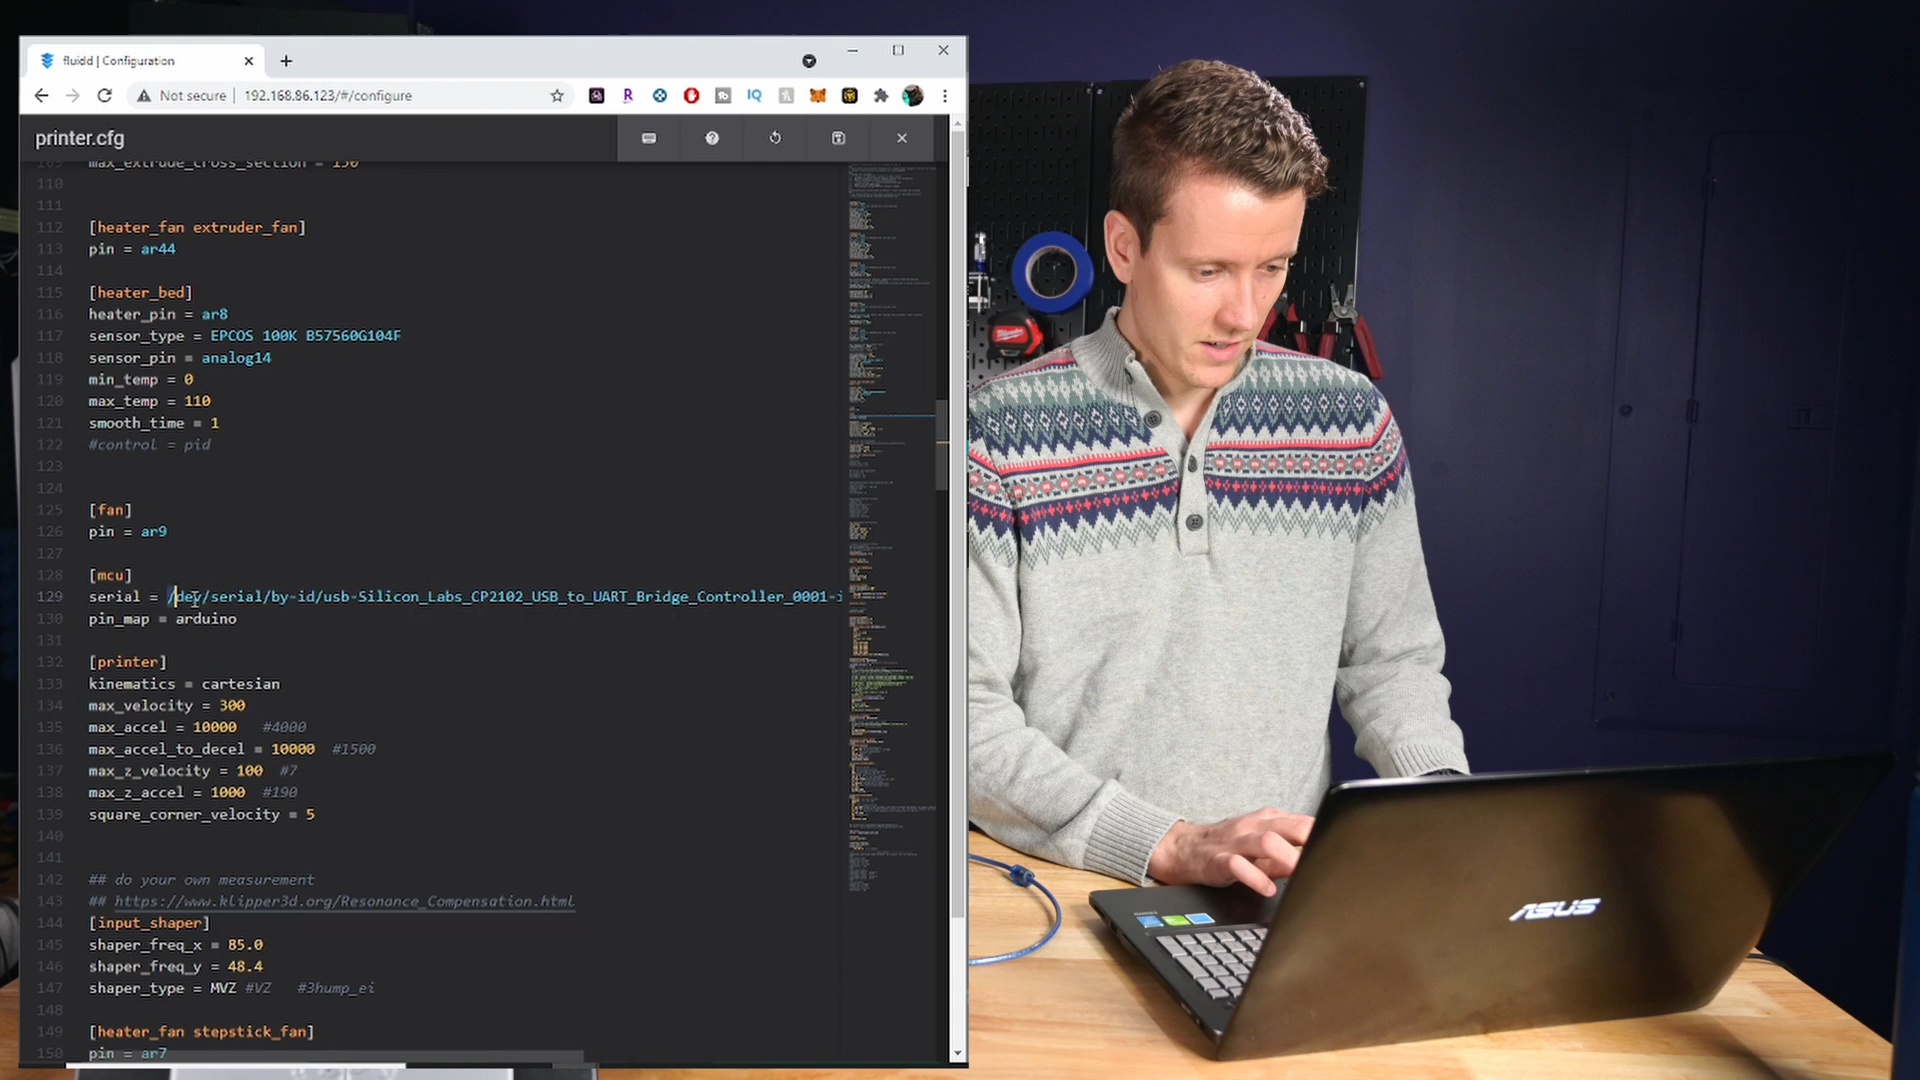 fluidd | Configuration
Not secure
192.168.86.123/#/configure
R
IQ
printer.cfg
109 max_extrude_cross_section = 150
110
111
112 [heater_fan extruder_fan]
113 pin = ar44
114
115 [heater_bed]
116 heater_pin = ar8
117 sensor_type = EPCOS 100K B57560G104F
118 sensor_pin = analog14
119 min_temp = 0
120 max_temp = 110
121 smooth_time = 1
122 #control = pid
123
124
125 [fan]
126 pin = ar9
127
128 [mcu]
129 serial = /dev/serial/by-id/usb-Silicon_Labs_CP2102_USB_to_UART_Bridge_Controller_0001-i
130 pin_map = arduino
131
132 [printer]
133 kinematics = cartesian
134 max_velocity = 300
135 max_accel = 10000 #4000
136 max_accel_to_decel = 10000 #1500
137 max_z_velocity = 100 #7
138 max_z_accel = 1000 #190
139 square_corner_velocity = 5
140
141
142 ## do your own measurement
143 ## https://www.klipper3d.org/Resonance_Compensation.html
144 [input_shaper]
145 shaper_freq_x = 85.0
146 shaper_freq_y = 48.4
147 shaper_type = MVZ #VZ #3hump_ei
148
149 [heater_fan stepstick_fan]
150 pin = ar7
Milwaukee
ASUS